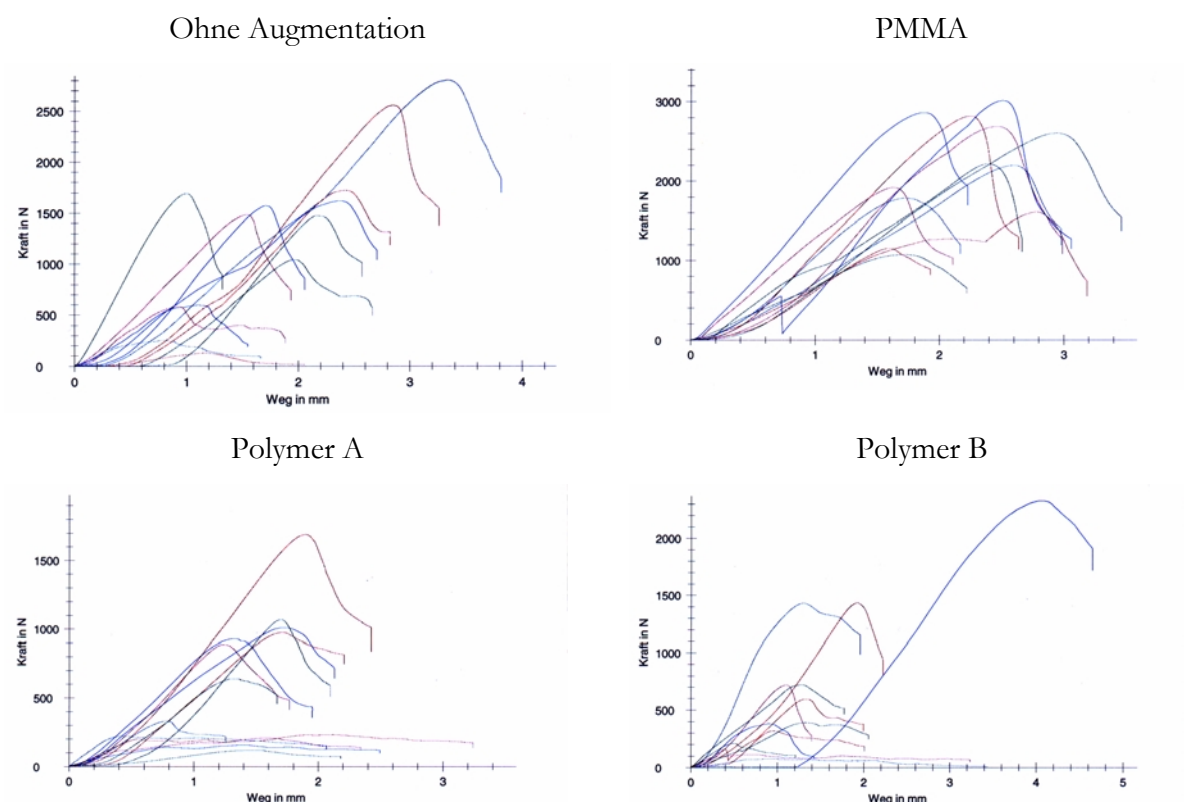 Ohne Augmentation
PMMA
Kraft in N
2500
2000
1500
1000
500
0
0 1 2 3 4
Weg in mm
Kraft in N
3000
2000
1000
0
0 1 2 3
Weg in mm
Polymer A
Polymer B
Kraft in N
1500
1000
500
0
0 1 2 3
Weg in mm
Kraft in N
2000
1500
1000
500
0
0 1 2 3 4 5
Weg in mm